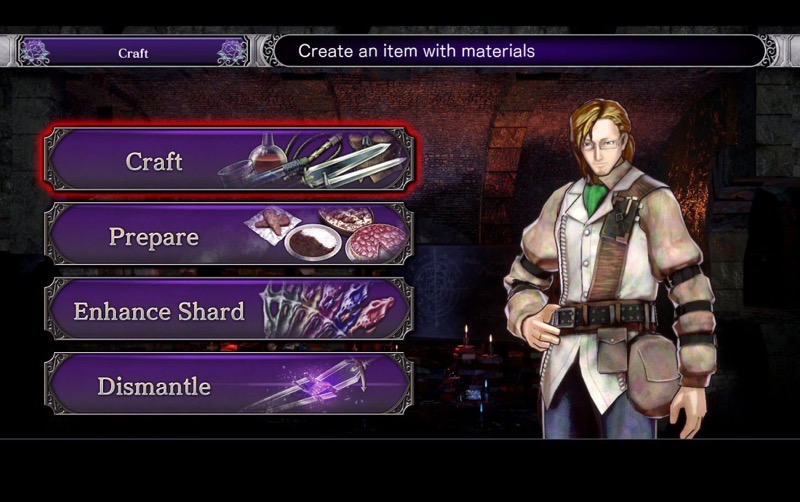 Craft
Create an item with materials
Craft
Prepare
Enhance Shard
Dismantle